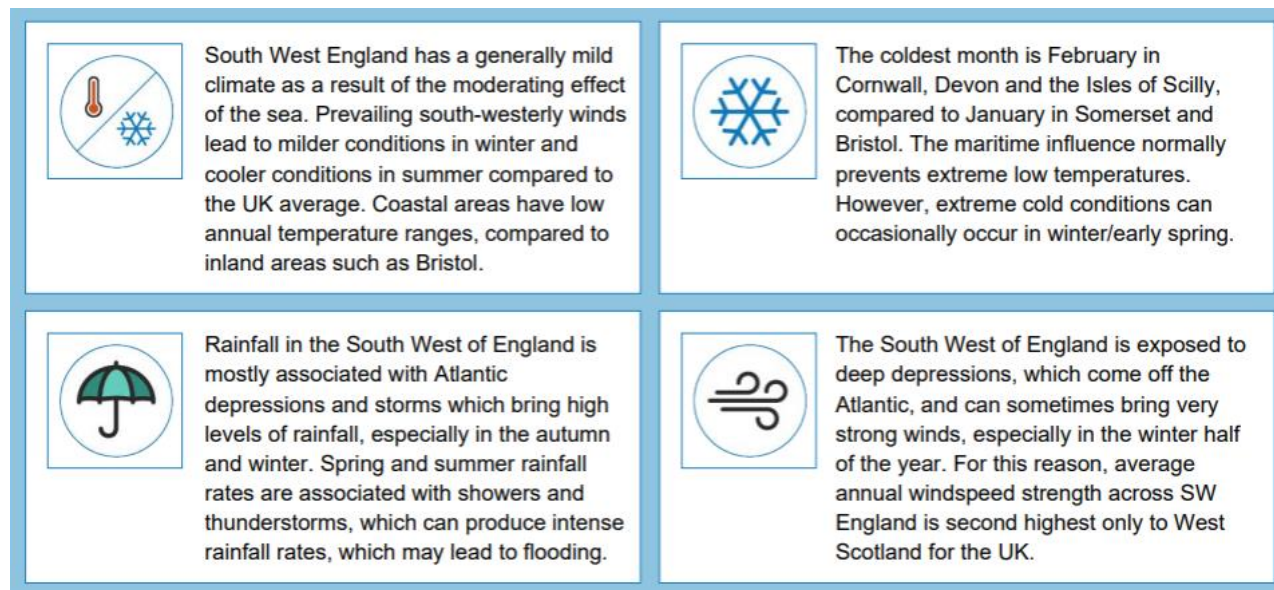 South West England has a generally mild
climate as a result of the moderating effect
of the sea. Prevailing south-westerly winds
lead to milder conditions in winter and
cooler conditions in summer compared to
the UK average. Coastal areas have low
annual temperature ranges, compared to
inland areas such as Bristol.
The coldest month is February in
Cornwall, Devon and the Isles of Scilly,
compared to January in Somerset and
Bristol. The maritime influence normally
prevents extreme low temperatures.
However, extreme cold conditions can
occasionally occur in winter/early spring.
Rainfall in the South West of England is
mostly associated with Atlantic
depressions and storms which bring high
levels of rainfall, especially in the autumn
and winter. Spring and summer rainfall
rates are associated with showers and
thunderstorms, which can produce intense
rainfall rates, which may lead to flooding.
The South West of England is exposed to
deep depressions, which come off the
Atlantic, and can sometimes bring very
strong winds, especially in the winter half
of the year. For this reason, average
annual windspeed strength across SW
England is second highest only to West
Scotland for the UK.